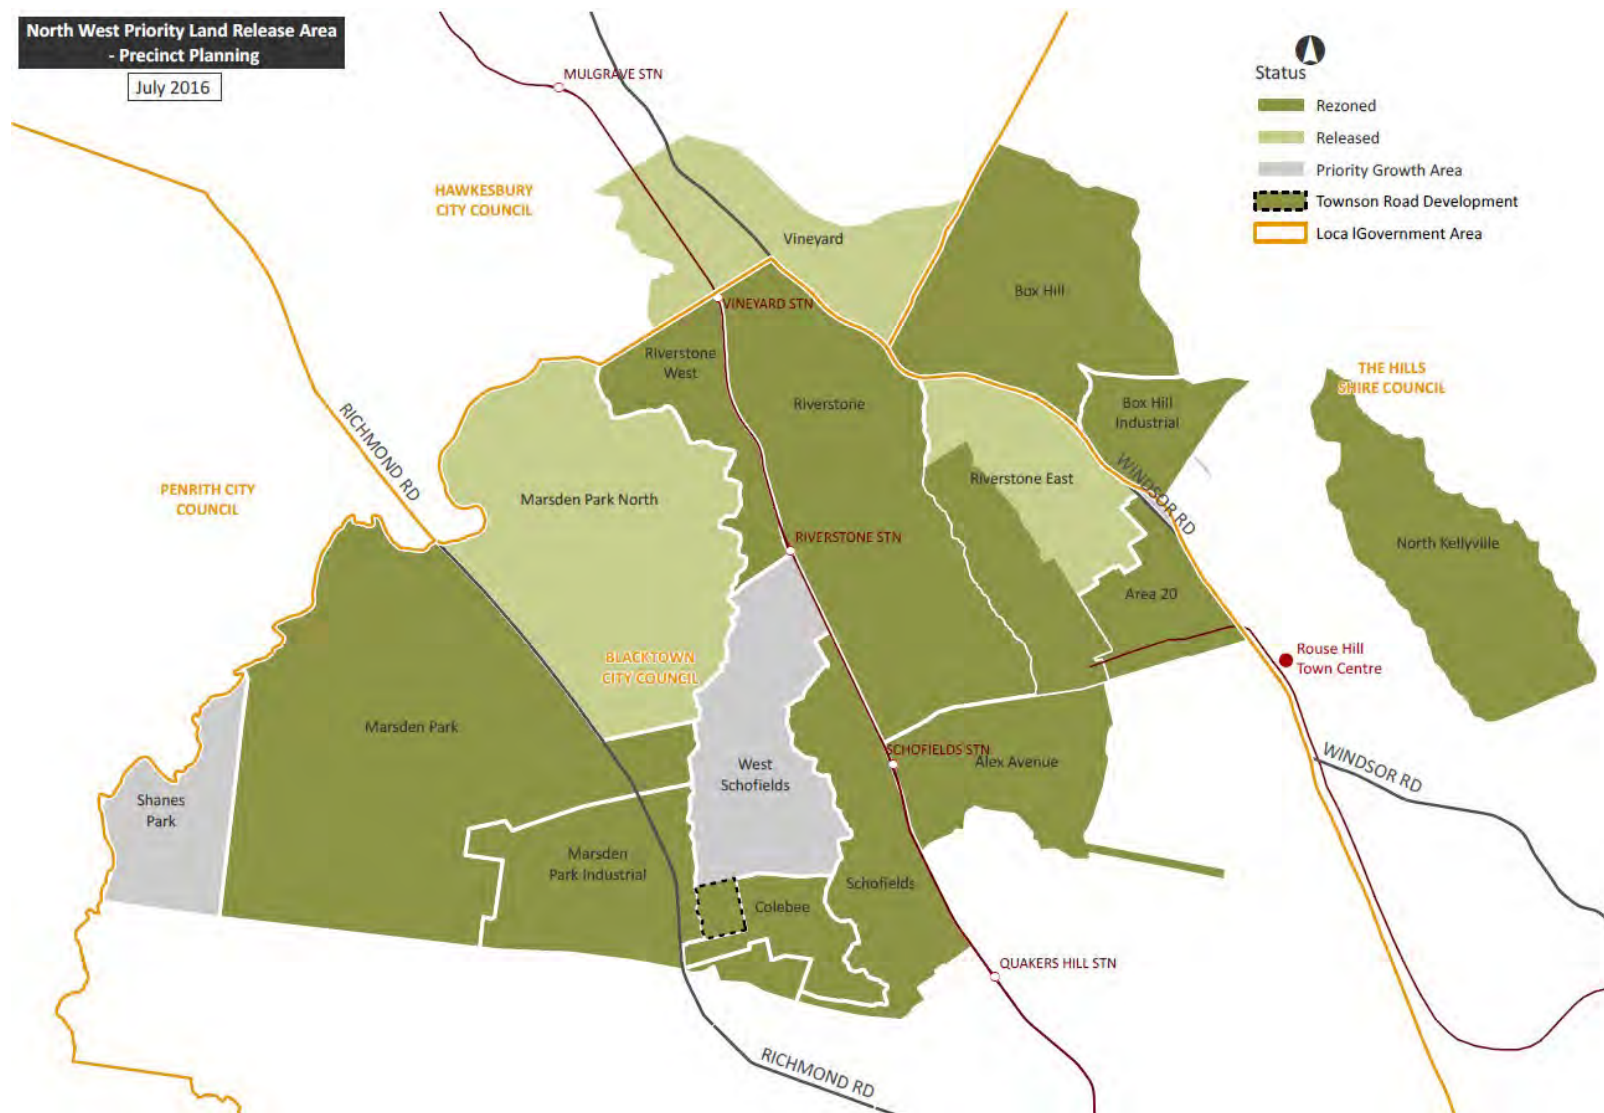 North West Priority Land Release Area
- Precinct Planning
July 2016
MULGRAVE STN
Status
Rezoned
Released
Priority Growth Area
Townson Road Development
Loca lGovernment Area
HAWKESBURY
CITY COUNCIL
Vineyard
Box Hill
VINEYARD STN
Riverstone
West
Riverstone
THE HILLS
SHIRE COUNCIL
Box Hill
Industrial
RICHMOND RD
PENRITH CITY
COUNCIL
Marsden Park North
Riverstone East
WINDSOR RD
RIVERSTONE STN
North Kellyville
Area 20
BLACKTOWN
CITY COUNCIL
Rouse Hill
Town Centre
Marsden Park
SCHOFIELDS STN
Alex Avenue
West
Schofields
WINDSOR RD
Shanes
Park
Marsden
Park Industrial
Schofields
Colebee
QUAKERS HILL STN
RICHMOND RD